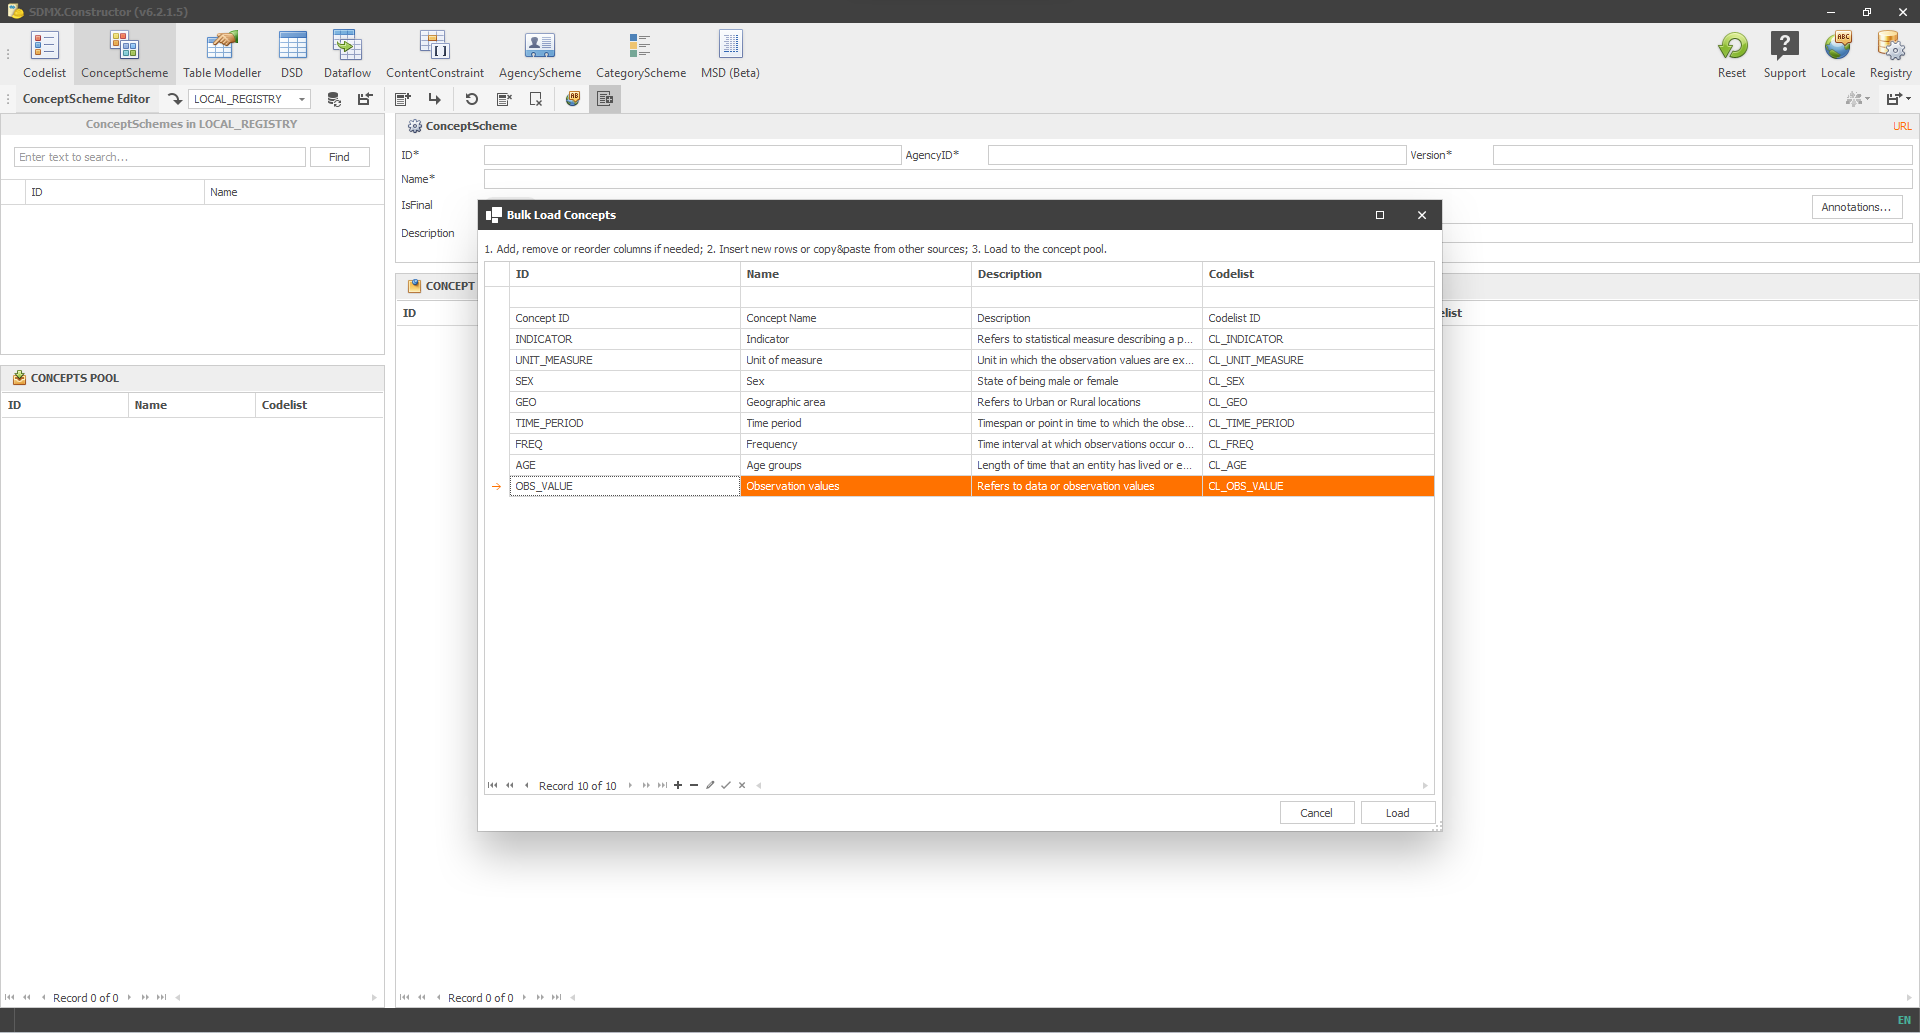 SDMX.Constructor (v6.2.1.5)
Codelist
ConceptScheme
Table Modeller
DSD
Dataflow
ContentConstraint
AgencyScheme
CategoryScheme
MSD (Beta)
Reset
Support
Locale
Registry
ConceptScheme Editor
LOCAL_REGISTRY
ConceptSchemes in LOCAL_REGISTRY
Enter text to search...
Find
ID Name
CONCEPTS POOL
ID Name Codelist
Record 0 of 0
ConceptScheme
URL
ID* AgencyID* Version*
Name*
IsFinal
Annotations...
Description
CONCEPT
ID
elist
Record 0 of 0
Bulk Load Concepts
1. Add, remove or reorder columns if needed; 2. Insert new rows or copy&paste from other sources; 3. Load to the concept pool.
ID Name Description Codelist
Concept ID Concept Name Description Codelist ID
INDICATOR Indicator Refers to statistical measure describing a p... CL_INDICATOR
UNIT_MEASURE Unit of measure Unit in which the observation values are ex... CL_UNIT_MEASURE
SEX Sex State of being male or female CL_SEX
GEO Geographic area Refers to Urban or Rural locations CL_GEO
TIME_PERIOD Time period Timespan or point in time to which the obse... CL_TIME_PERIOD
FREQ Frequency Time interval at which observations occur o... CL_FREQ
AGE Age groups Length of time that an entity has lived or e... CL_AGE
OBS_VALUE Observation values Refers to data or observation values CL_OBS_VALUE
Record 10 of 10
Cancel
Load
EN